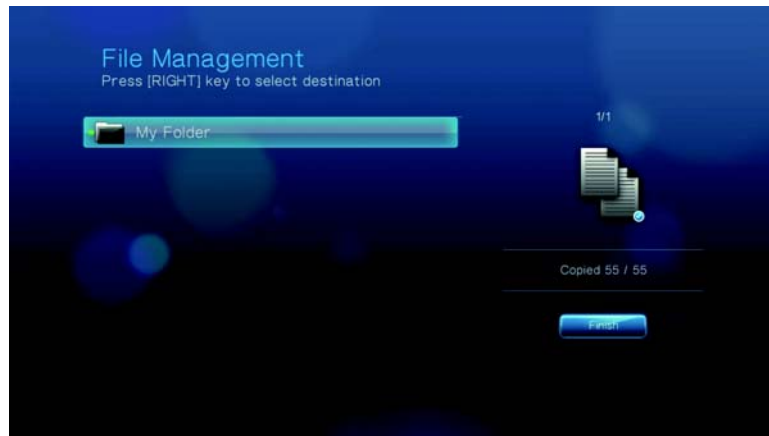 File Management
Press [RIGHT] key to select destination
My Folder
1/1
Copied 55 / 55
Finish